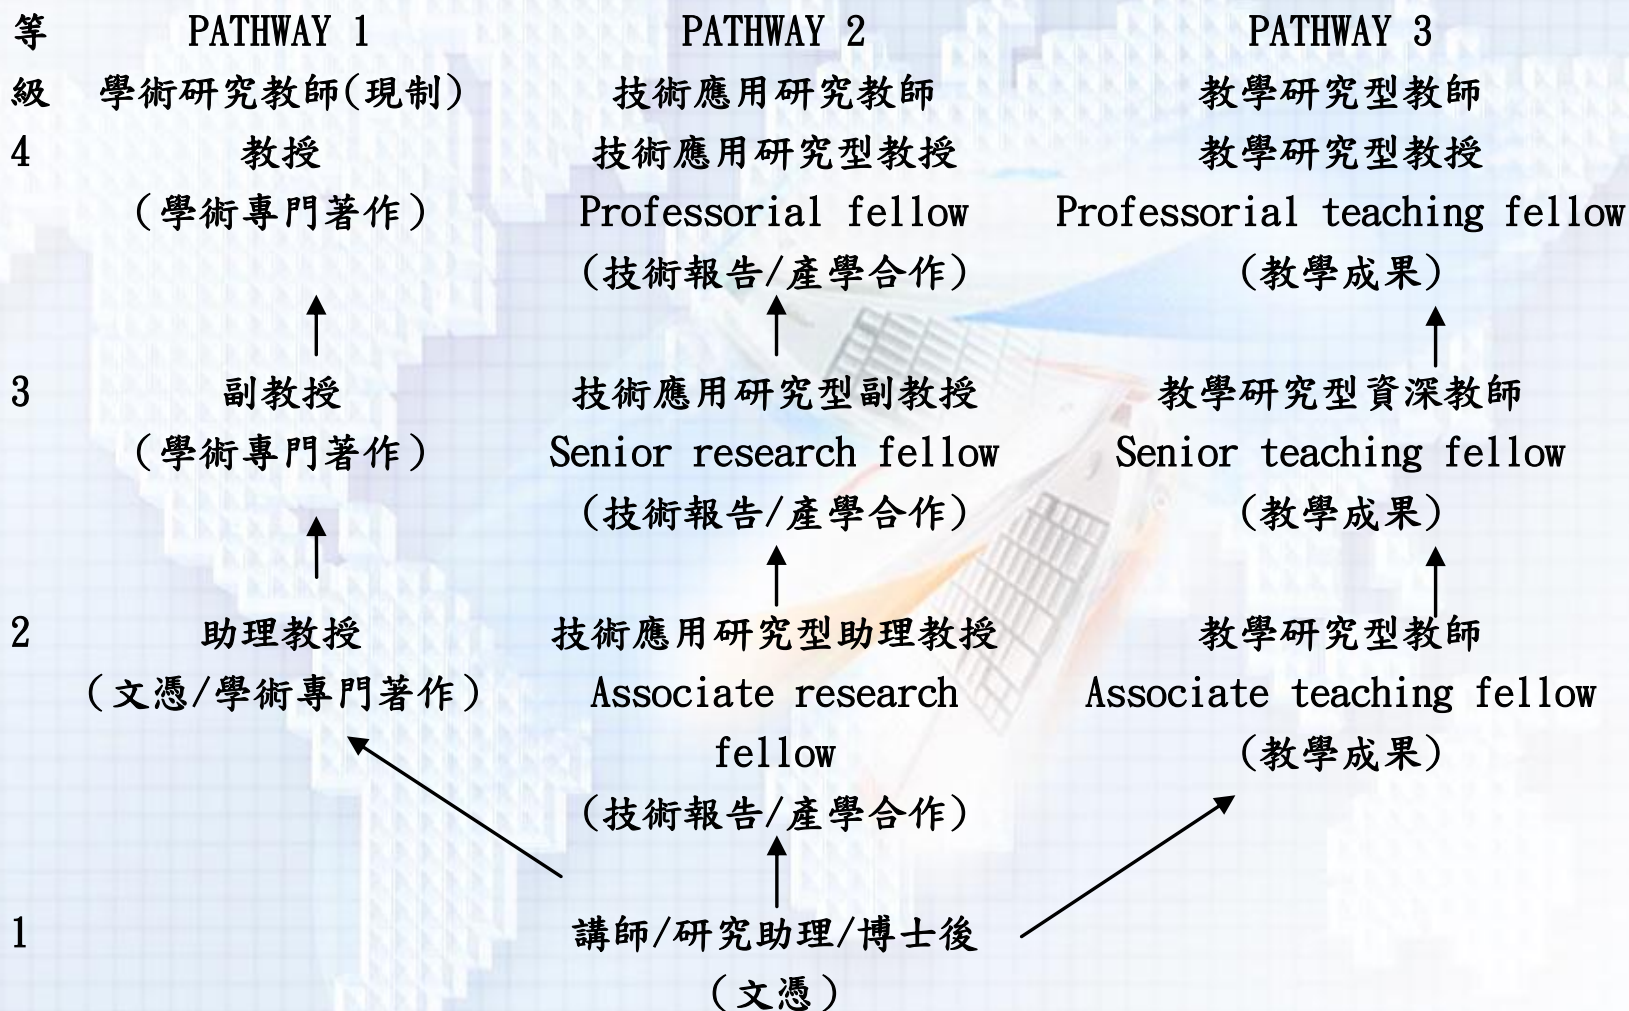 等 PATHWAY 1 PATHWAY 2 PATHWAY 3
級 學術研究教師(現制) 技術應用研究教師 教學研究型教師
4 教授 技術應用研究型教授 教學研究型教授
(學術專門著作) Professorial fellow Professorial teaching fellow
(技術報告/產學合作) (教學成果)
3 副教授 技術應用研究型副教授 教學研究型資深教師
(學術專門著作) Senior research fellow Senior teaching fellow
(技術報告/產學合作) (教學成果)
2 助理教授 技術應用研究型助理教授 教學研究型教師
(文憑/學術專門著作) Associate research Associate teaching fellow
fellow (教學成果)
(技術報告/產學合作)
1 講師/研究助理/博士後
(文憑)